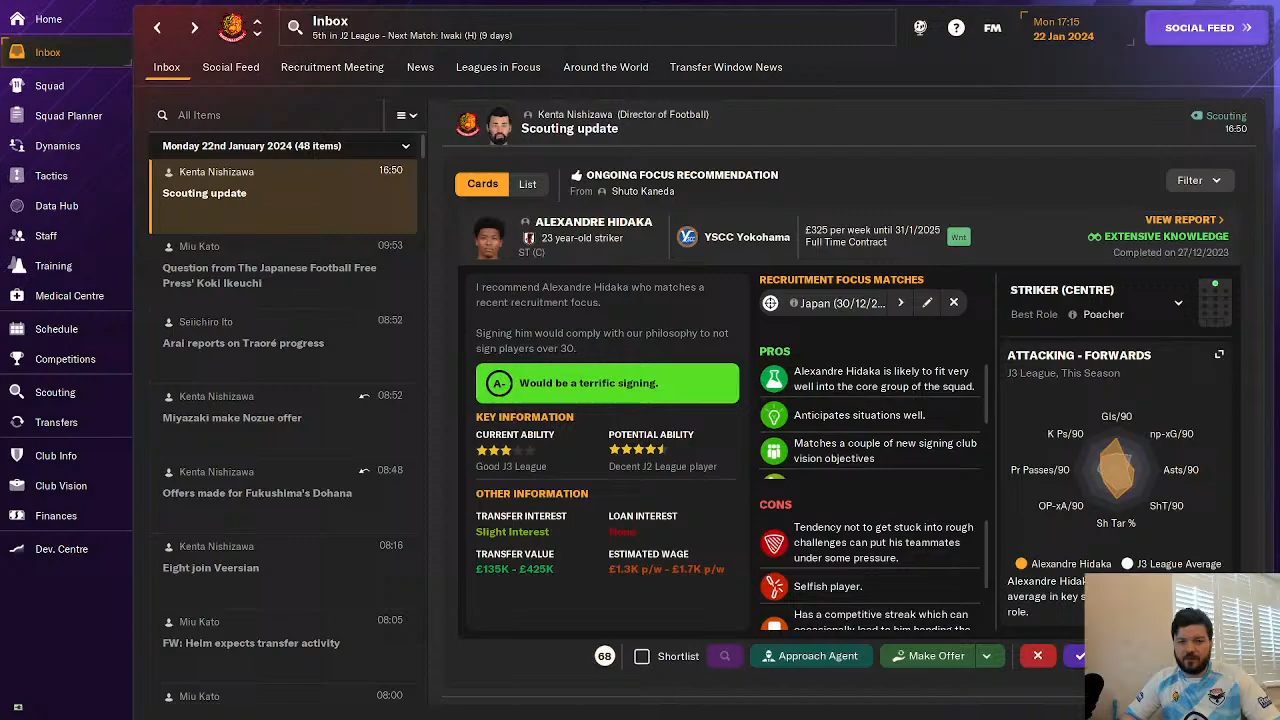 Home
Inbox
Squad
Squad Planner
Dynamics
Tactics
Data Hub
Staff
Training
Medical Centre
Schedule
Competitions
Scouting
Transfers
Club Info
Club Vision
Finances
Dev. Centre
Inbox
5th in J2 League - Next Match: Iwaki (H) (9 days)
?
FM
Mon 17:15
22 Jan 2024
SOCIAL FEED
Inbox
Social Feed
Recruitment Meeting
News
Leagues in Focus
Around the World
Transfer Window News
All Items
Monday 22nd January 2024 (48 items)
Kenta Nishizawa 16:50
Scouting update
Miu Kato 09:53
Question from The Japanese Football Free
Press' Koki Ikeuchi
Seiichiro Ito 08:52
Arai reports on Traoré progress
Kenta Nishizawa 08:52
Miyazaki make Nozue offer
Kenta Nishizawa 08:48
Offers made for Fukushima's Dohana
Kenta Nishizawa 08:16
Eight join Veersian
Miu Kato 08:05
FW: Helm expects transfer activity
Miu Kato 08:00
Kenta Nishizawa (Director of Football)
Scouting update
Scouting
16:50
Cards
List
ONGOING FOCUS RECOMMENDATION
From Shuto Kaneda
Filter
ALEXANDRE HIDAKA
23 year-old striker
ST (C)
YSCC Yokohama
£325 per week until 31/1/2025
Full Time Contract
Wnt
VIEW REPORT >
EXTENSIVE KNOWLEDGE
Completed on 27/12/2023
I recommend Alexandre Hidaka who matches a
recent recruitment focus.
Signing him would comply with our philosophy to not
sign players over 30.
A- Would be a terrific signing.
KEY INFORMATION
CURRENT ABILITY
Good J3 League
POTENTIAL ABILITY
Decent J2 League player
OTHER INFORMATION
TRANSFER INTEREST
Slight Interest
LOAN INTEREST
None
TRANSFER VALUE
£135K - £425K
ESTIMATED WAGE
£1.3K p/w - £1.7K p/w
RECRUITMENT FOCUS MATCHES
Japan (30/12/2...
PROS
Alexandre Hidaka is likely to fit very
well into the core group of the squad.
Anticipates situations well.
Matches a couple of new signing club
vision objectives
CONS
Tendency not to get stuck into rough
challenges can put his teammates
under some pressure.
Selfish player.
Has a competitive streak which can
occasionally lead to him bending the
STRIKER (CENTRE)
Best Role Poacher
ATTACKING - FORWARDS
J3 League, This Season
Gls/90
K Ps/90
np-xG/90
Pr Passes/90
Asts/90
OP-xA/90
ShT/90
Sh Tar %
Alexandre Hidaka
J3 League Average
Alexandre Hidaka
average in key s
role.
68
Shortlist
Approach Agent
Make Offer